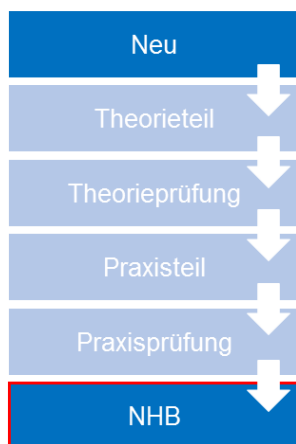 Neu
Theorieteil
Theorieprüfung
Praxisteil
Praxisprüfung
NHB